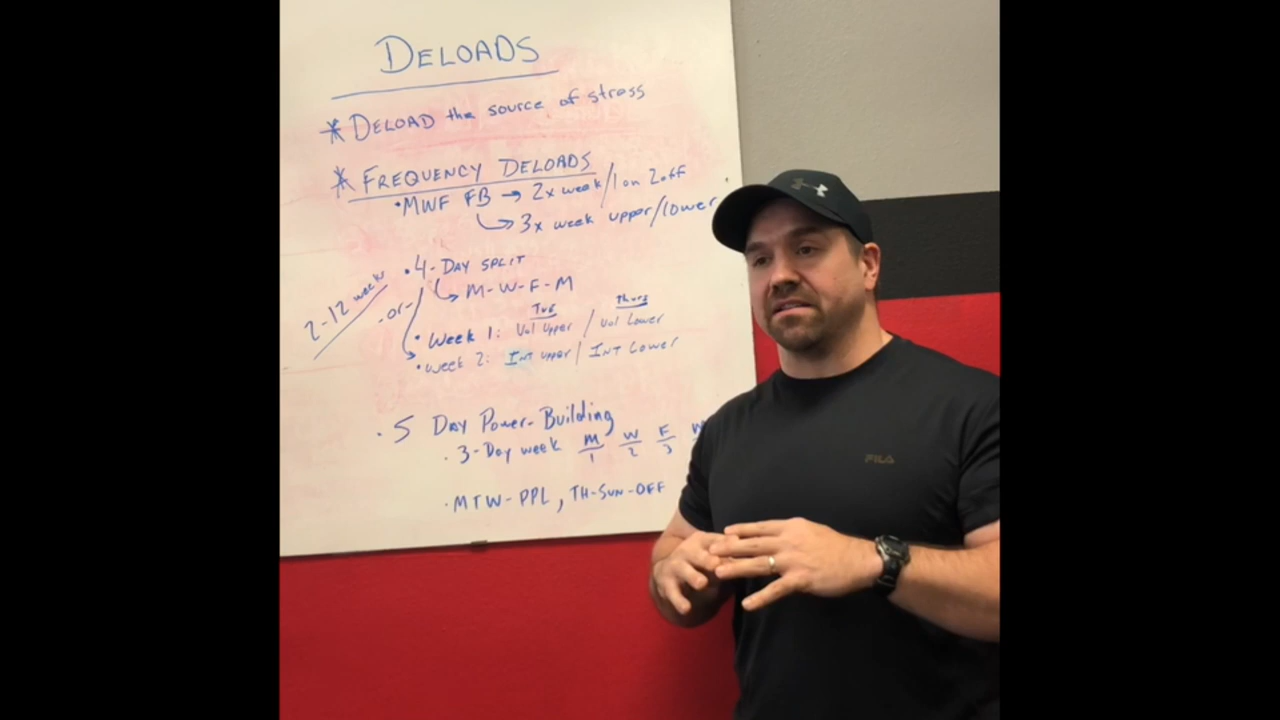 DELOADS
* DELOAD the source of stress
* FREQUENCY DELOADS
• MWF FB → 2x week/1 on 2 off
↳ 3x week upper/lower
• 4-DAY SPLIT
↳ M-W-F-M
2-12 weeks
-or-
Tue Thurs
• Week 1: Vol Upper / Vol Lower
• Week 2: INT upper / INT Lower
• 5 DAY Power-Building
• 3-Day week M W F W
1 2 3
• MTW-PPL, TH-SUN-OFF
FILA